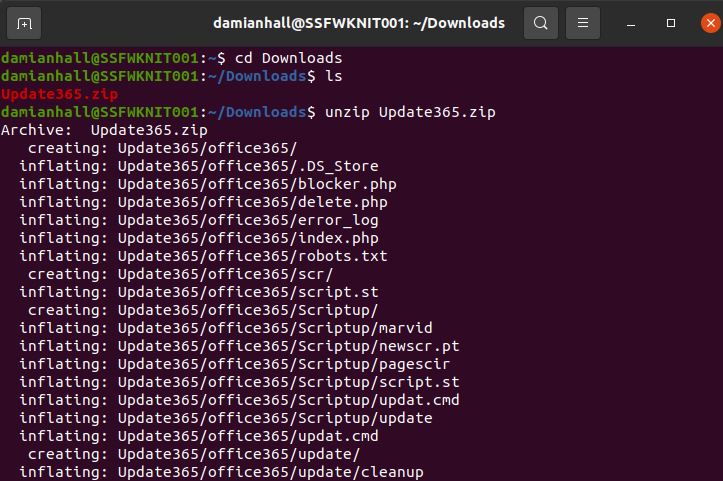 damianhall@SSFWKNIT001: ~/Downloads
damianhall@SSFWKNIT001:~$ cd Downloads
damianhall@SSFWKNIT001:~/Downloads$ ls
Update365.zip
damianhall@SSFWKNIT001:~/Downloads$ unzip Update365.zip
Archive:  Update365.zip
   creating: Update365/office365/
  inflating: Update365/office365/.DS_Store
  inflating: Update365/office365/blocker.php
  inflating: Update365/office365/delete.php
  inflating: Update365/office365/error_log
  inflating: Update365/office365/index.php
  inflating: Update365/office365/robots.txt
   creating: Update365/office365/scr/
  inflating: Update365/office365/script.st
   creating: Update365/office365/Scriptup/
  inflating: Update365/office365/Scriptup/marvid
  inflating: Update365/office365/Scriptup/newscr.pt
  inflating: Update365/office365/Scriptup/pagescir
  inflating: Update365/office365/Scriptup/script.st
  inflating: Update365/office365/Scriptup/updat.cmd
  inflating: Update365/office365/Scriptup/update
  inflating: Update365/office365/updat.cmd
   creating: Update365/office365/update/
  inflating: Update365/office365/update/cleanup